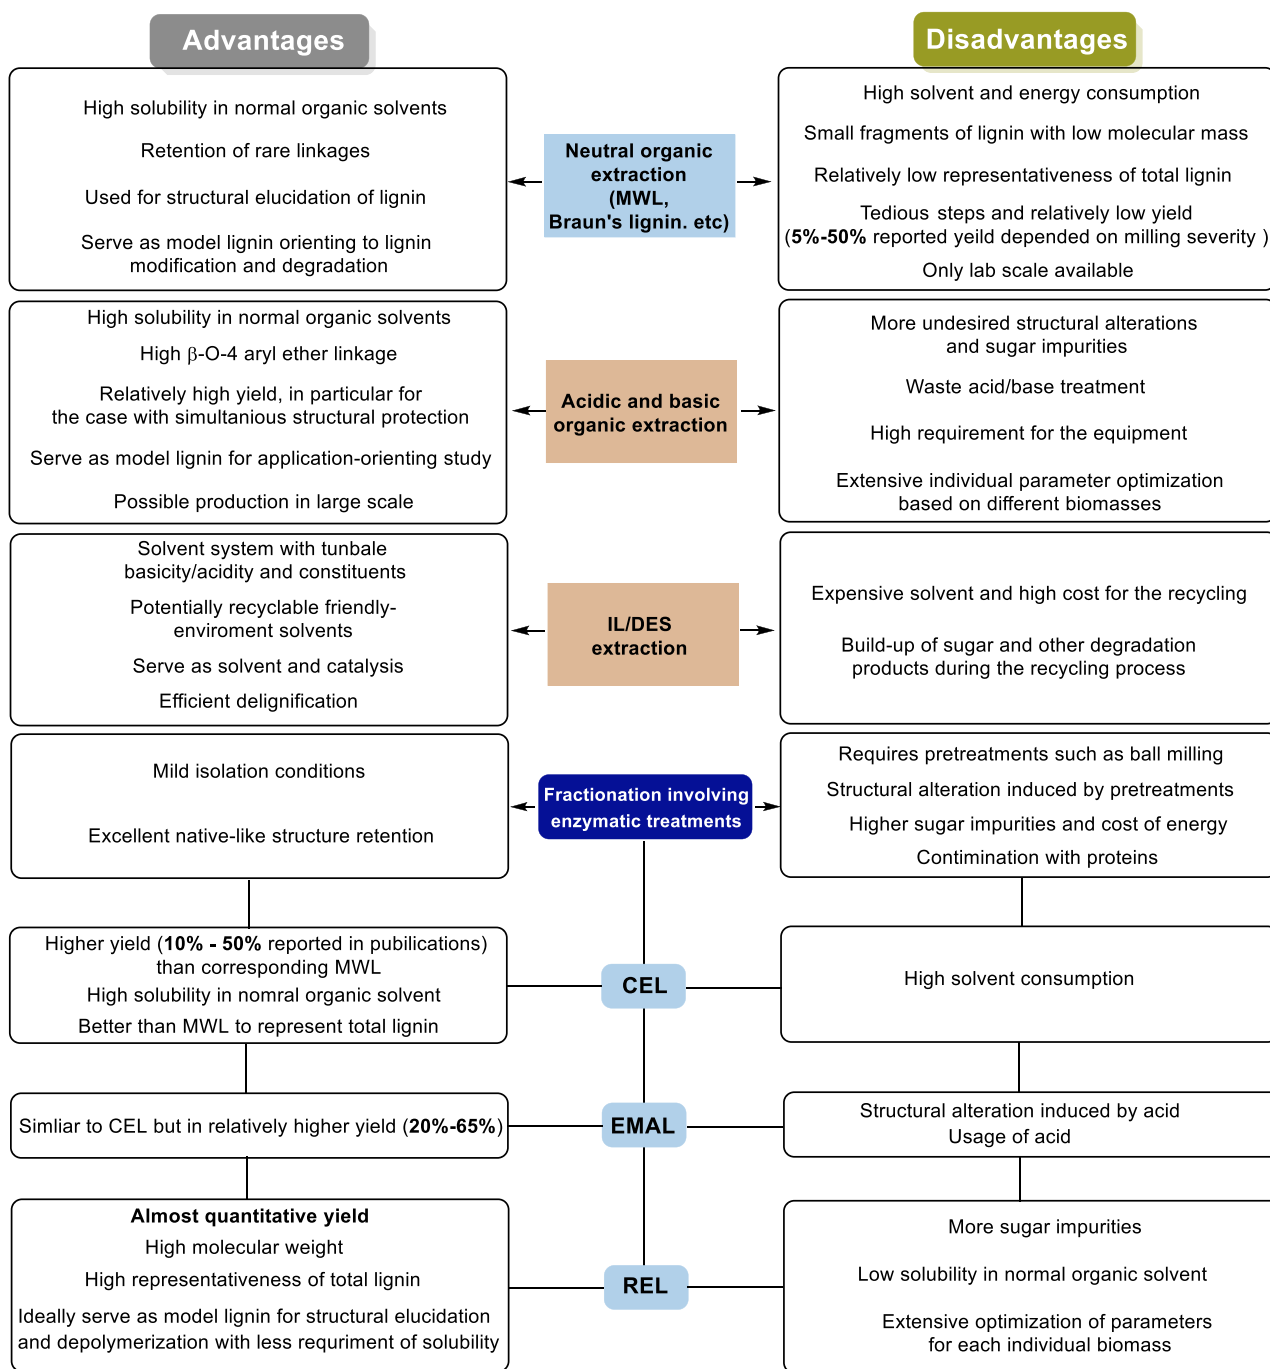 Advantages
Disadvantages
High solubility in normal organic solvents
Retention of rare linkages
Used for structural elucidation of lignin
Serve as model lignin orienting to lignin
modification and degradation
Neutral organic
extraction
(MWL,
Braun's lignin. etc)
High solvent and energy consumption
Small fragments of lignin with low molecular mass
Relatively low representativeness of total lignin
Tedious steps and relatively low yield
(5%-50% reported yeild depended on milling severity )
Only lab scale available
High solubility in normal organic solvents
High β-O-4 aryl ether linkage
Relatively high yield, in particular for
the case with simultanious structural protection
Serve as model lignin for application-orienting study
Possible production in large scale
Acidic and basic
organic extraction
More undesired structural alterations
and sugar impurities
Waste acid/base treatment
High requirement for the equipment
Extensive individual parameter optimization
based on different biomasses
Solvent system with tunbale
basicity/acidity and constituents
Potentially recyclable friendly-
enviroment solvents
Serve as solvent and catalysis
Efficient delignification
IL/DES
extraction
Expensive solvent and high cost for the recycling
Build-up of sugar and other degradation
products during the recycling process
Mild isolation conditions
Excellent native-like structure retention
Fractionation involving
enzymatic treatments
Requires pretreatments such as ball milling
Structural alteration induced by pretreatments
Higher sugar impurities and cost of energy
Contimination with proteins
Higher yield (10% - 50% reported in pubilications)
than corresponding MWL
High solubility in nomral organic solvent
Better than MWL to represent total lignin
CEL
High solvent consumption
Simliar to CEL but in relatively higher yield (20%-65%)
EMAL
Structural alteration induced by acid
Usage of acid
Almost quantitative yield
High molecular weight
High representativeness of total lignin
Ideally serve as model lignin for structural elucidation
and depolymerization with less requriment of solubility
REL
More sugar impurities
Low solubility in normal organic solvent
Extensive optimization of parameters
for each individual biomass